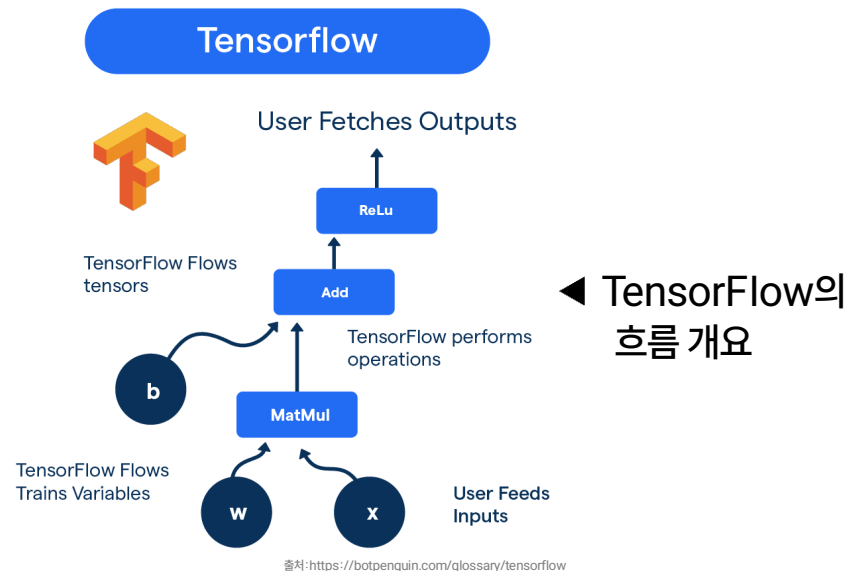 Tensorflow
User Fetches Outputs
ReLu
TensorFlow Flows
tensors
Add
◀ TensorFlow의
흐름 개요
TensorFlow performs
operations
b
MatMul
TensorFlow Flows
Trains Variables
w
x
User Feeds
Inputs
출처:https://botpenguin.com/glossary/tensorflow